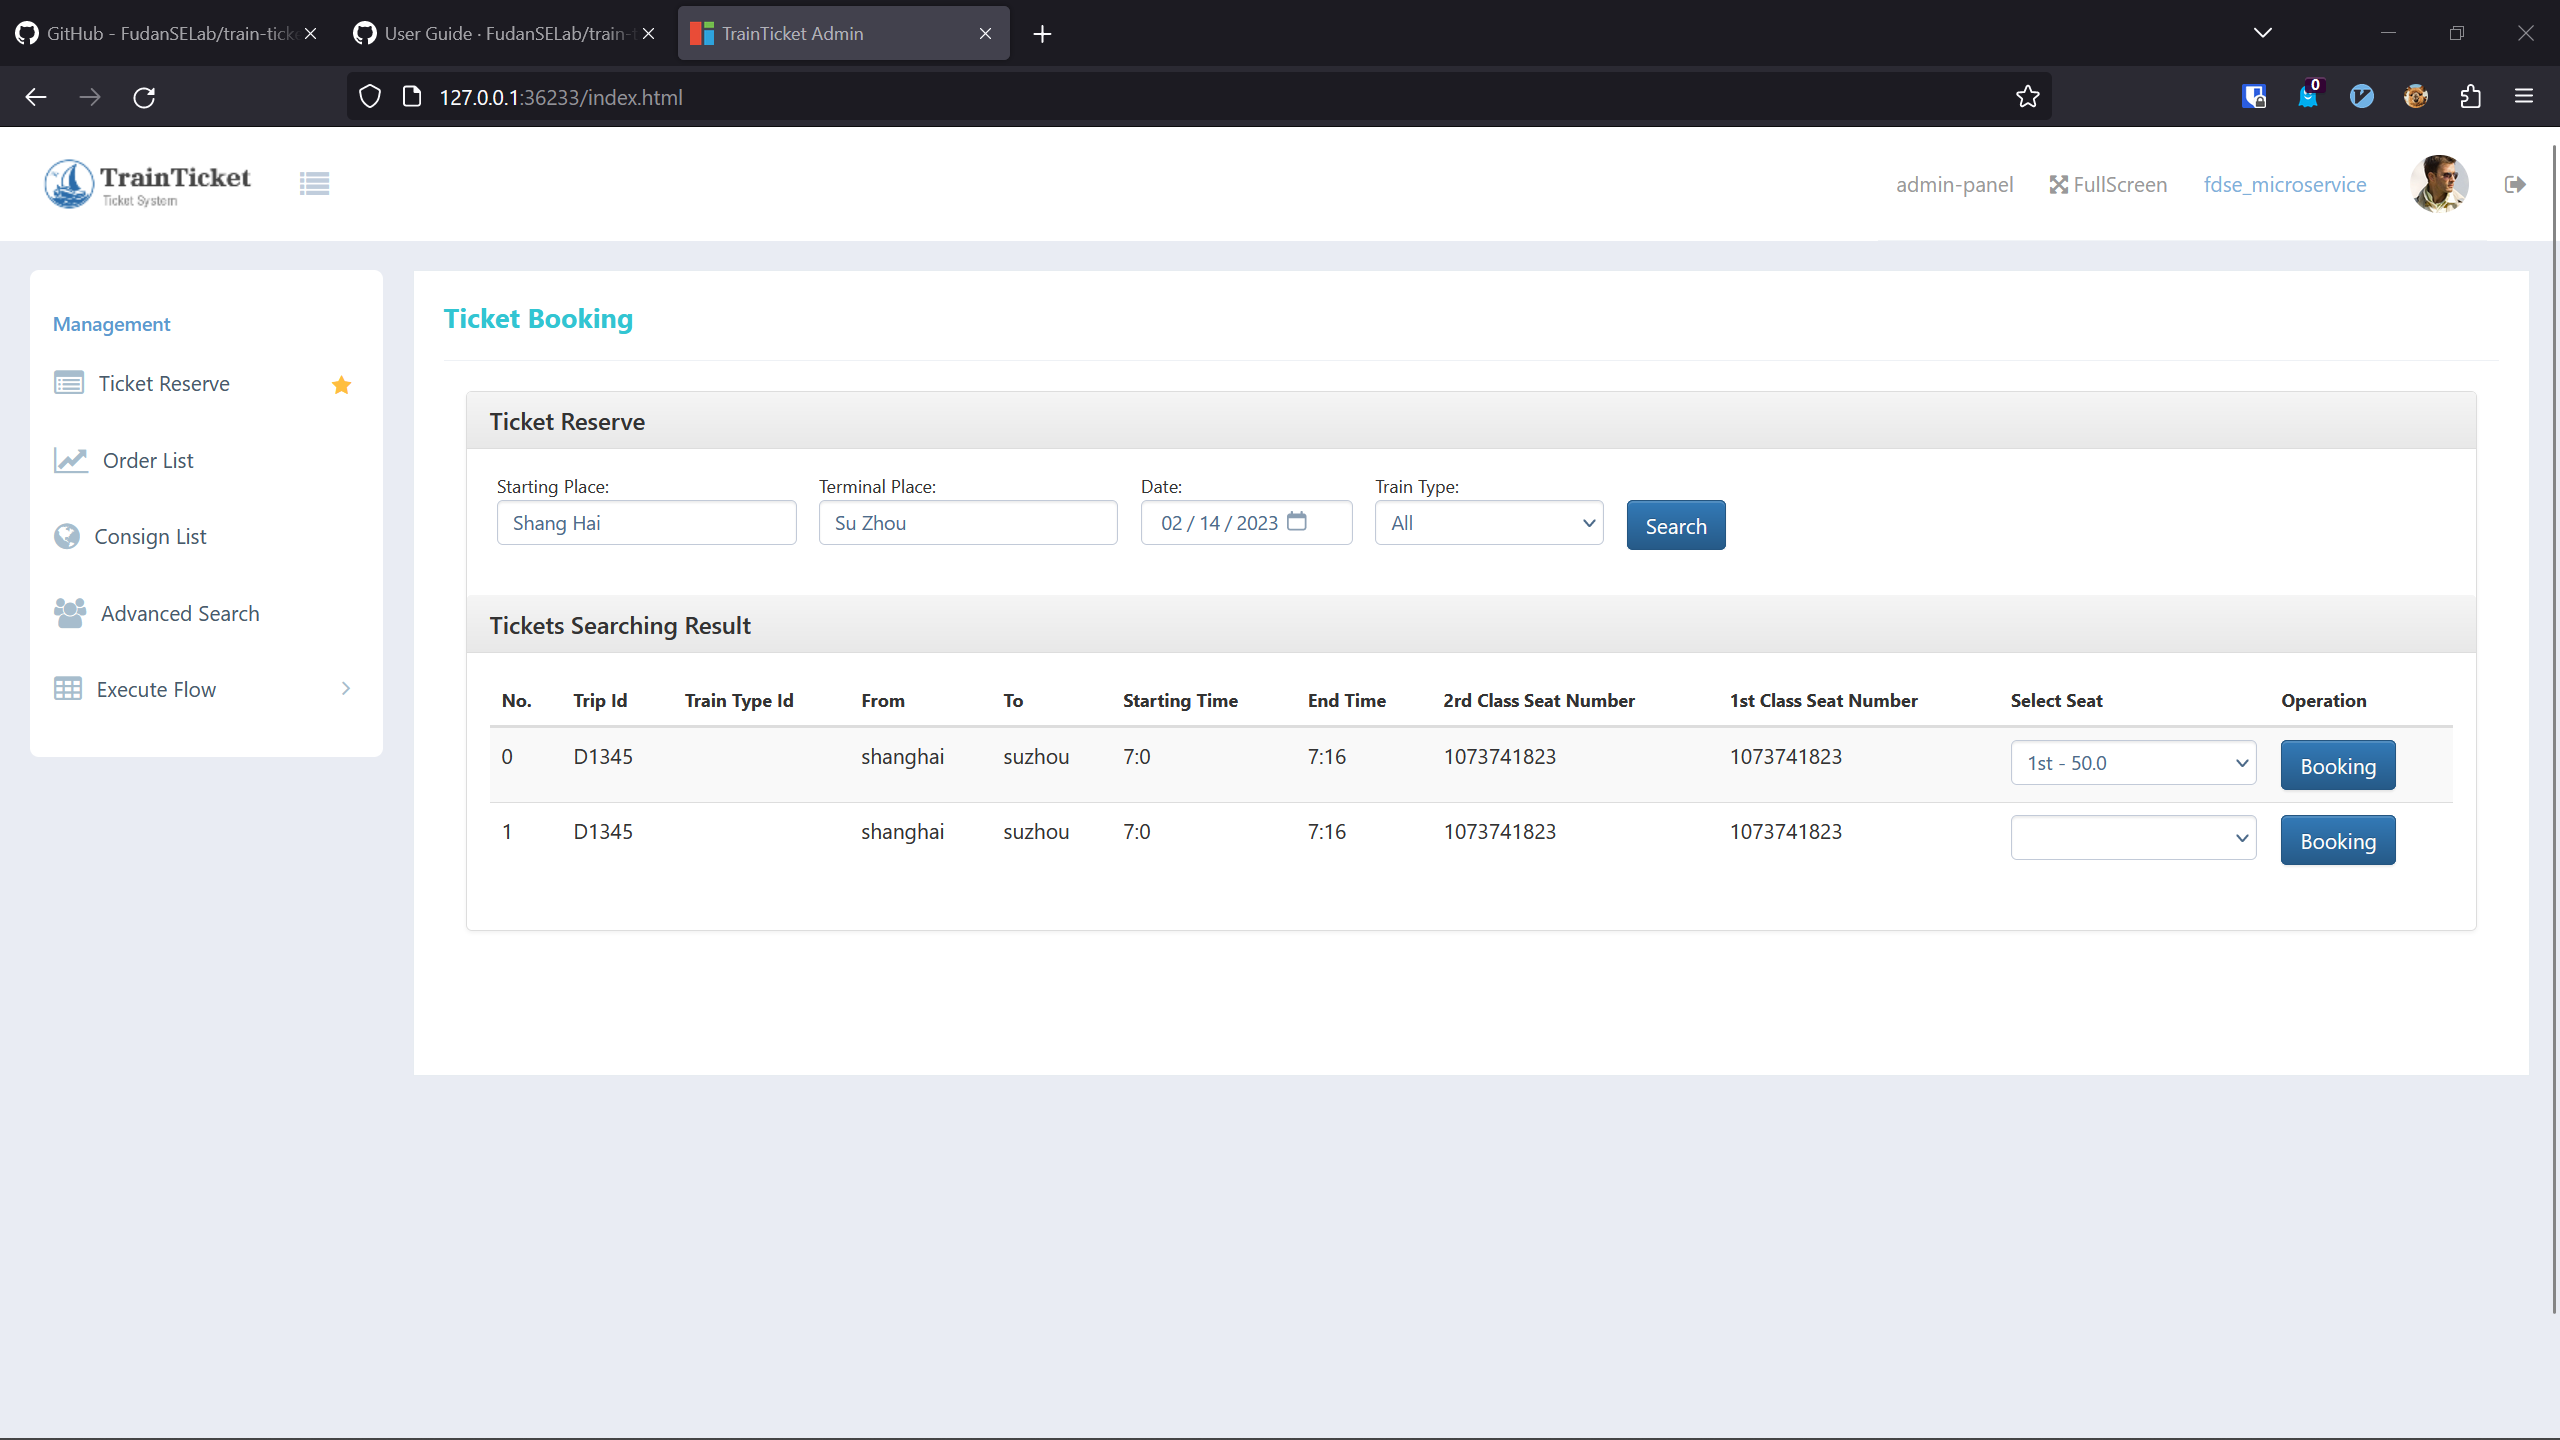 GitHub - FudanSELab/train-ticke
User Guide · FudanSELab/train-t
TrainTicket Admin
127.0.0.1:36233/index.html
0
TrainTicket
Ticket System
admin-panel
FullScreen
fdse_microservice
Management
Ticket Reserve
Order List
Consign List
Advanced Search
Execute Flow
Ticket Booking
Ticket Reserve
Starting Place: Terminal Place: Date: Train Type:
Shang Hai Su Zhou 02 / 14 / 2023 All Search
Tickets Searching Result
No. Trip Id Train Type Id From To Starting Time End Time 2rd Class Seat Number 1st Class Seat Number Select Seat Operation
0 D1345 shanghai suzhou 7:0 7:16 1073741823 1073741823 1st - 50.0 Booking
1 D1345 shanghai suzhou 7:0 7:16 1073741823 1073741823 Booking